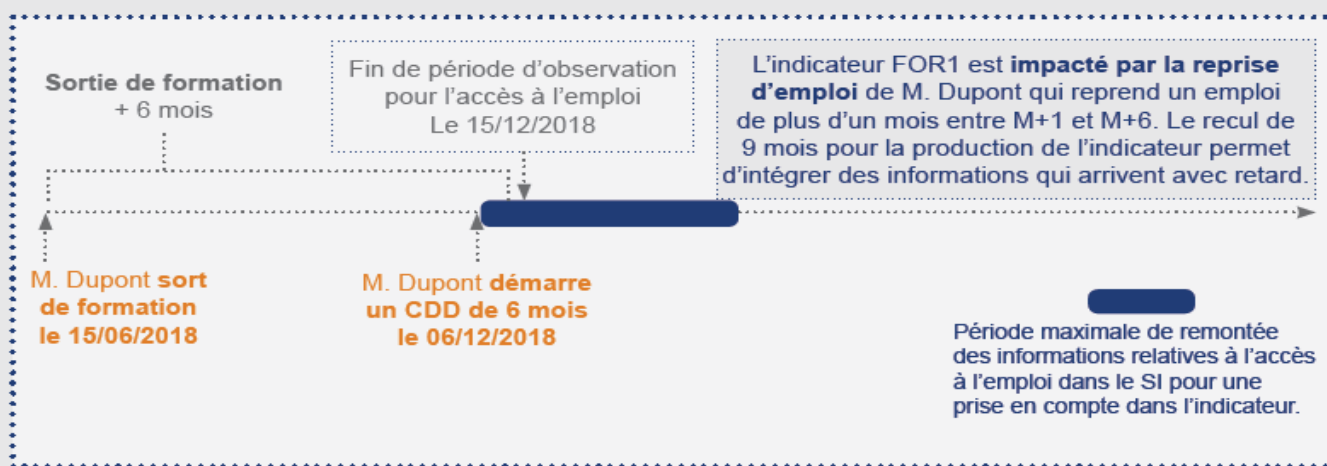 Sortie de formation
+ 6 mois
Fin de période d'observation
pour l'accès à l'emploi
Le 15/12/2018
L'indicateur FOR1 est impacté par la reprise
d'emploi de M. Dupont qui reprend un emploi
de plus d'un mois entre M+1 et M+6. Le recul de
9 mois pour la production de l'indicateur permet
d'intégrer des informations qui arrivent avec retard.
M. Dupont sort
de formation
le 15/06/2018
M. Dupont démarre
un CDD de 6 mois
le 06/12/2018
Période maximale de remontée
des informations relatives à l'accès
à l'emploi dans le SI pour une
prise en compte dans l'indicateur.